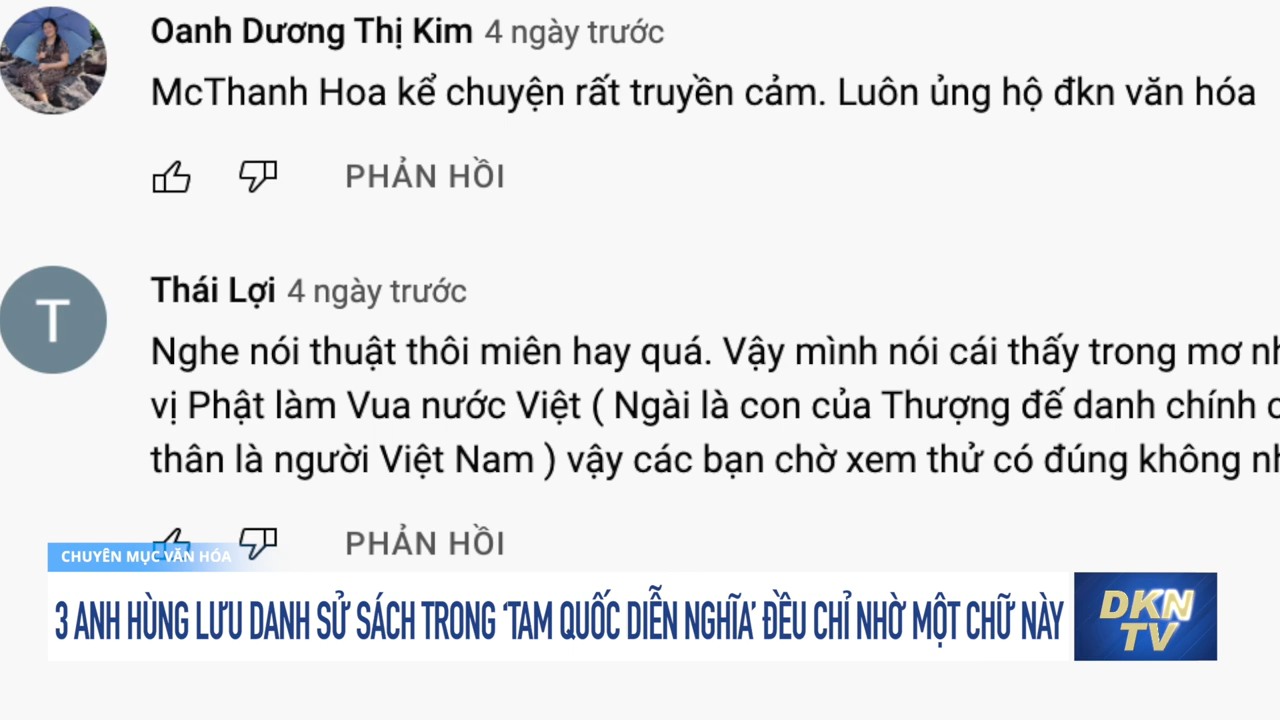 Oanh Dương Thị Kim 4 ngày trước
McThanh Hoa kể chuyện rất truyền cảm. Luôn ủng hộ đkn văn hóa
PHẢN HỒI
T
Thái Lợi 4 ngày trước
Nghe nói thuật thôi miên hay quá. Vậy mình nói cái thấy trong mơ
vị Phật làm Vua nước Việt ( Ngài là con của Thượng đế danh chính
thân là người Việt Nam ) vậy các bạn chờ xem thử có đúng không
PHẢN HỒI
CHUYÊN MỤC VĂN HÓA
3 ANH HÙNG LƯU DANH SỬ SÁCH TRONG ‘TAM QUỐC DIỄN NGHĨA’ ĐỀU CHỈ NHỜ MỘT CHỮ NÀY
DKN
TV